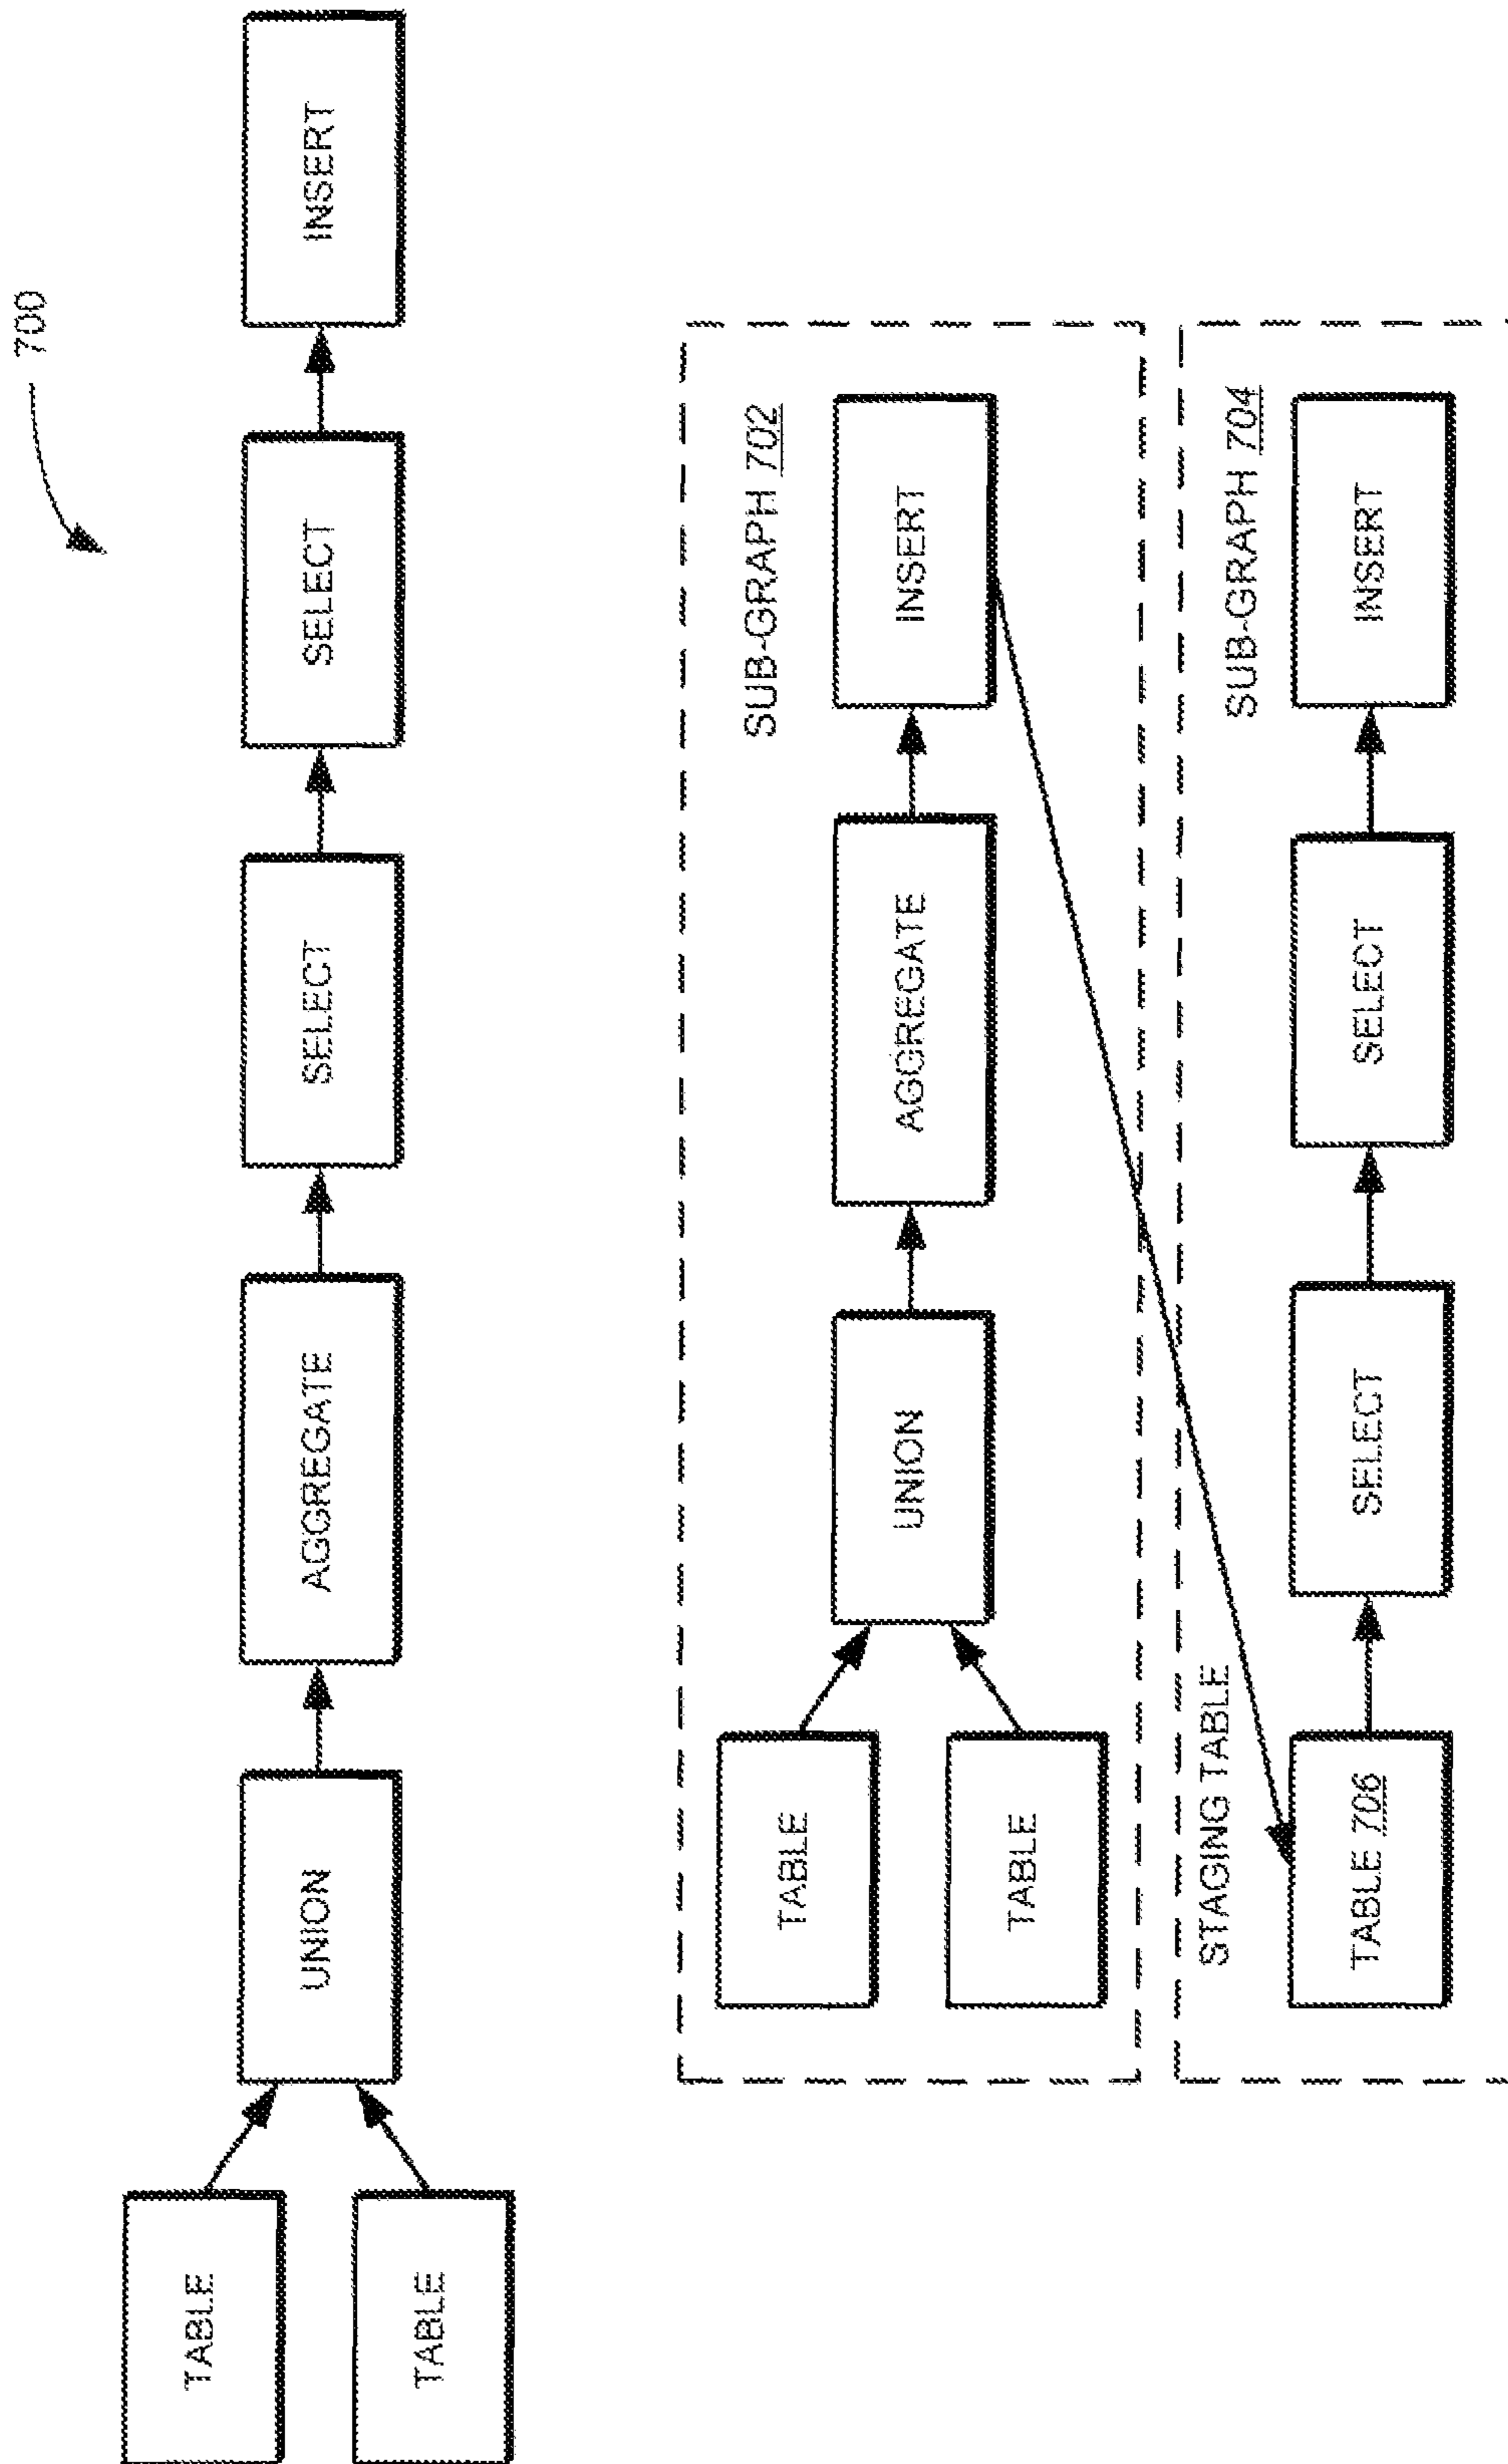 700
TABLE
TABLE
UNION
AGGREGATE
SELECT
SELECT
INSERT
SUB-GRAPH 702
TABLE
TABLE
UNION
AGGREGATE
INSERT
STAGING TABLE
SUB-GRAPH 704
TABLE 706
SELECT
SELECT
INSERT